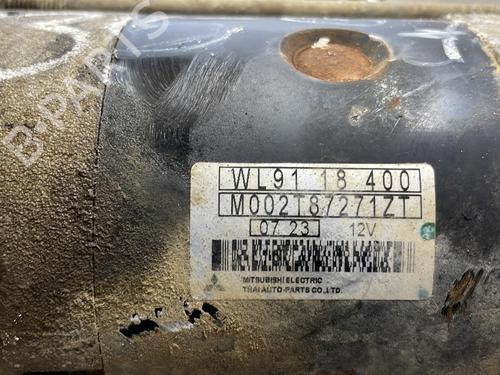 B-PARTS
WL91 18 400
M002T87271ZT
07 23 12V
MITSUBISHI ELECTRIC
THAI AUTO-PARTS CO.,LTD.